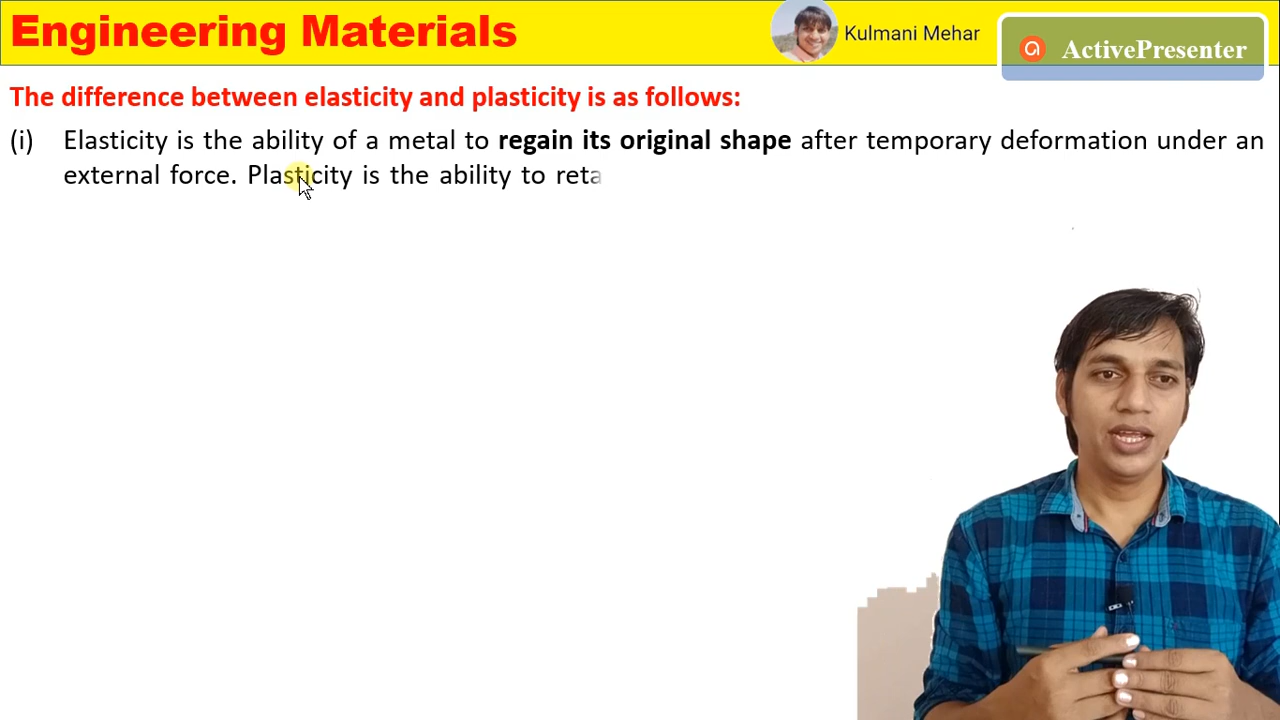 Engineering Materials
Kulmani Mehar
ActivePresenter
The difference between elasticity and plasticity is as follows:
(i) Elasticity is the ability of a metal to regain its original shape after temporary deformation under an
external force. Plasticity is the ability to reta